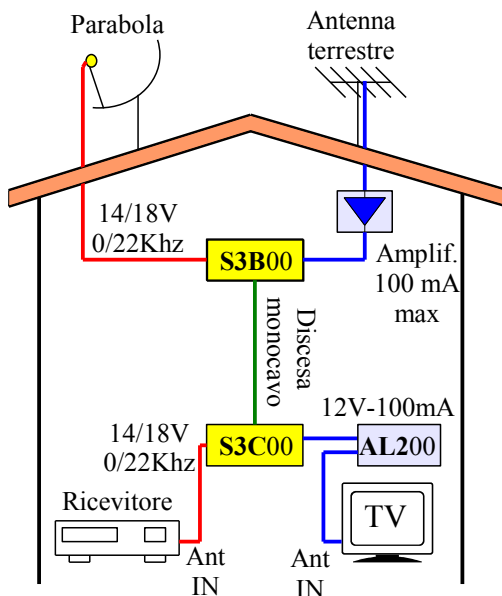 Parabola
Antenna
terrestre
14/18V
0/22Khz
S3B00
Amplif.
100 mA
max
Discesa
monocavo
12V-100mA
14/18V
0/22Khz
S3C00
AL200
Ricevitore
TV
Ant
IN
Ant
IN